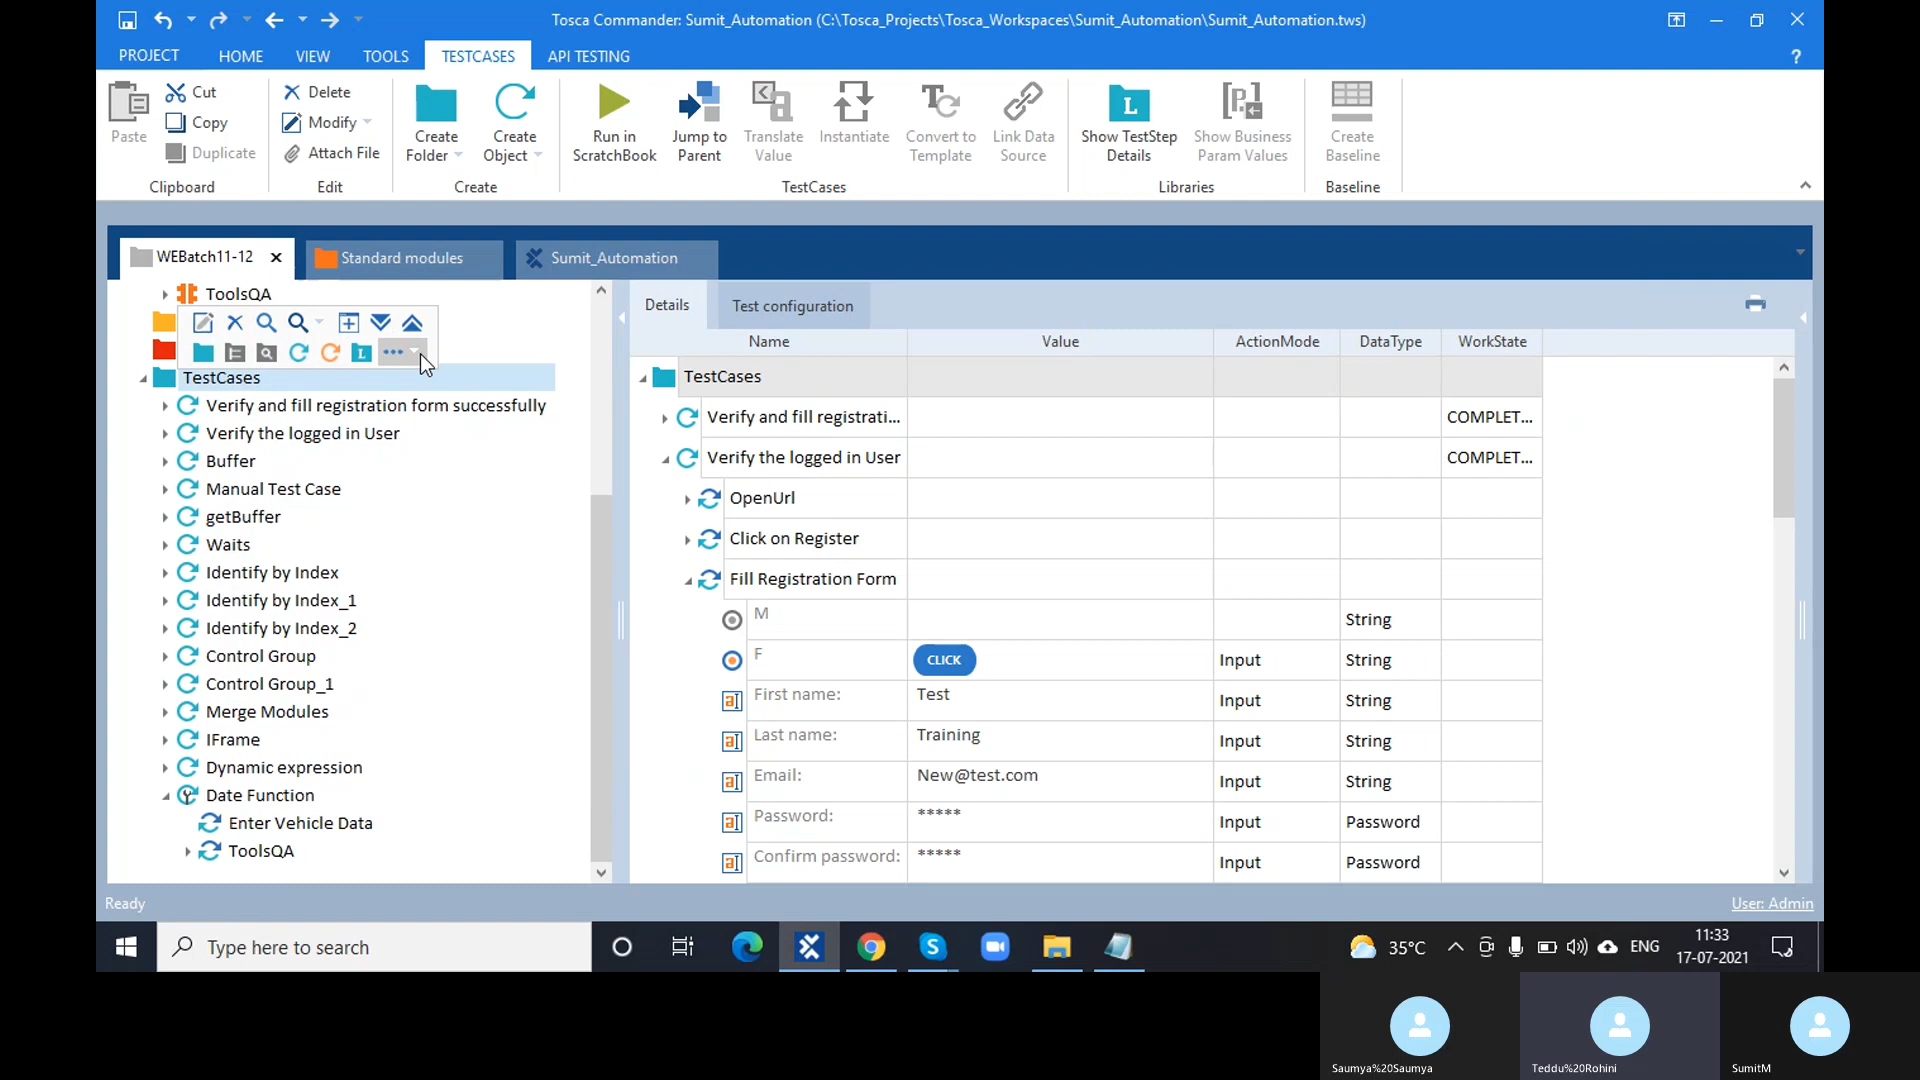 Tosca Commander: Sumit_Automation (C:\Tosca_Projects\Tosca_Workspaces\Sumit_Automation\Sumit_Automation.tws)
PROJECT HOME VIEW TOOLS TESTCASES API TESTING ?
Paste
Cut
Copy
Duplicate
Clipboard
Delete
Modify
Attach File
Edit
Create
Folder
Create
Object
Create
Run in
ScratchBook
Jump to
Parent
Translate
Value
Instantiate
Convert to
Template
Link Data
Source
TestCases
Show TestStep
Details
Show Business
Param Values
Libraries
Create
Baseline
Baseline
WEBatch11-12
Standard modules
Sumit_Automation
ToolsQA
TestCases
Verify and fill registration form successfully
Verify the logged in User
Buffer
Manual Test Case
getBuffer
Waits
Identify by Index
Identify by Index_1
Identify by Index_2
Control Group
Control Group_1
Merge Modules
IFrame
Dynamic expression
Date Function
Enter Vehicle Data
ToolsQA
Details Test configuration
Name Value ActionMode DataType WorkState
TestCases
Verify and fill registrati... COMPLET...
Verify the logged in User COMPLET...
OpenUrl
Click on Register
Fill Registration Form
M String
F CLICK Input String
First name: Test Input String
Last name: Training Input String
Email: New@test.com Input String
Password: ***** Input Password
Confirm password: ***** Input Password
Ready
User: Admin
Type here to search
35°C
ENG
11:33
17-07-2021
Saumya%20Saumya
Teddu%20Rohini
SumitM